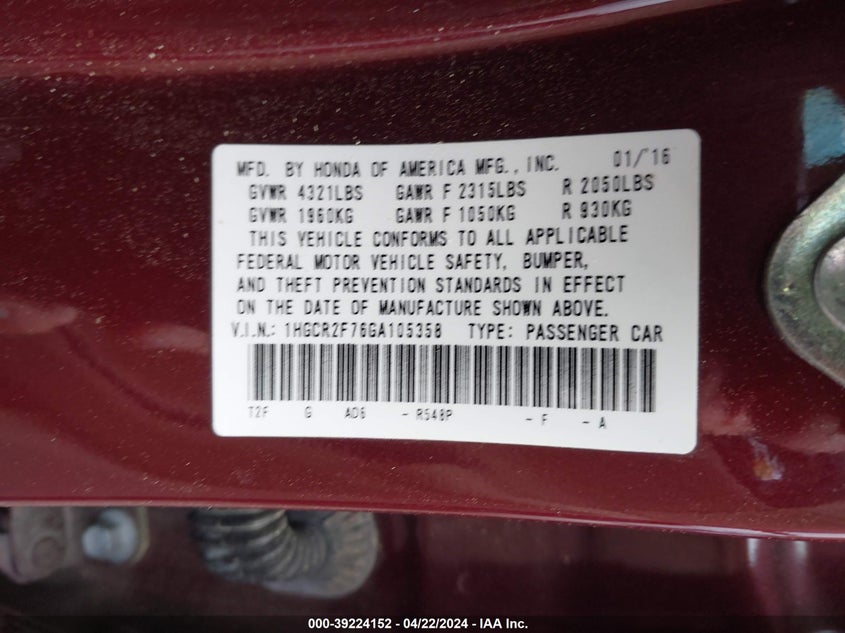 MFD. BY HONDA OF AMERICA MFG., INC. 01/16
GVWR 4321LBS GAWR F 2315LBS R 2050LBS
GVWR 1960KG GAWR F 1050KG R 930KG
THIS VEHICLE CONFORMS TO ALL APPLICABLE
FEDERAL MOTOR VEHICLE SAFETY, BUMPER,
AND THEFT PREVENTION STANDARDS IN EFFECT
ON THE DATE OF MANUFACTURE SHOWN ABOVE.
V.I.N.: 1HGCR2F76GA105358 TYPE: PASSENGER CAR
T2F G AD6 - R548P - F - A
000-39224152 - 04/22/2024 - IAA Inc.